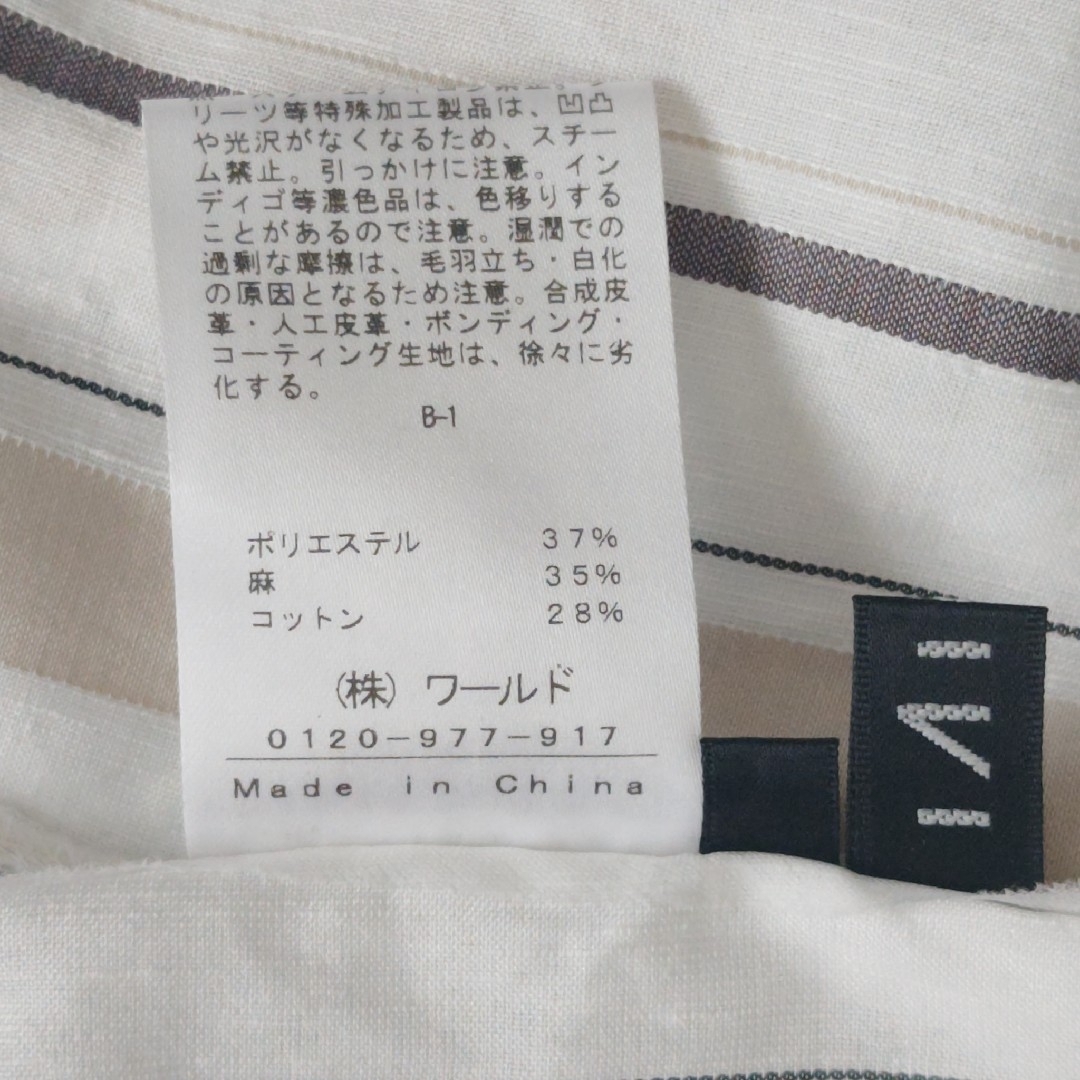 リーツ等特殊加工製品は、凹凸
や光沢がなくなるため、スチー
ム禁止。引っかけに注意。イン
ディゴ等濃色品は、色移りする
ことがあるので注意。湿潤での
過剰な摩擦は、毛羽立ち・白化
の原因となるため注意。合成皮
革・人工皮革・ボンディング・
コーティング生地は、徐々に劣
化する。
B-1
ポリエステル 37%
麻 35%
コットン 28%
(株) ワールド
0120-977-917
Made in China